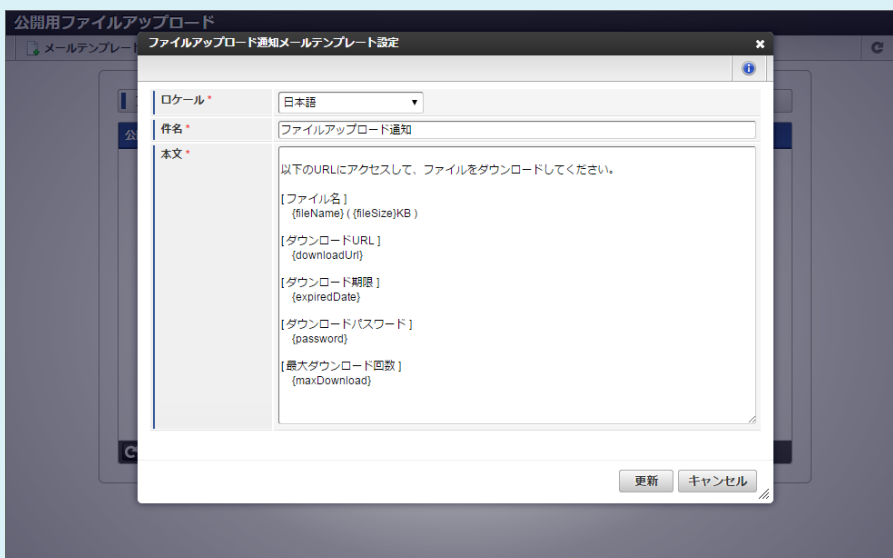 公開用ファイルアップロード
メールテンプレート
ファイルアップロード通知メールテンプレート設定
ロケール *
日本語
件名 *
ファイルアップロード通知
本文 *
以下のURLにアクセスして、ファイルをダウンロードしてください。
[ ファイル名 ]
{fileName} ( {fileSize}KB )
[ ダウンロードURL ]
{downloadUrl}
[ ダウンロード期限 ]
{expiredDate}
[ ダウンロードパスワード ]
{password}
[ 最大ダウンロード回数 ]
{maxDownload}
更新 キャンセル